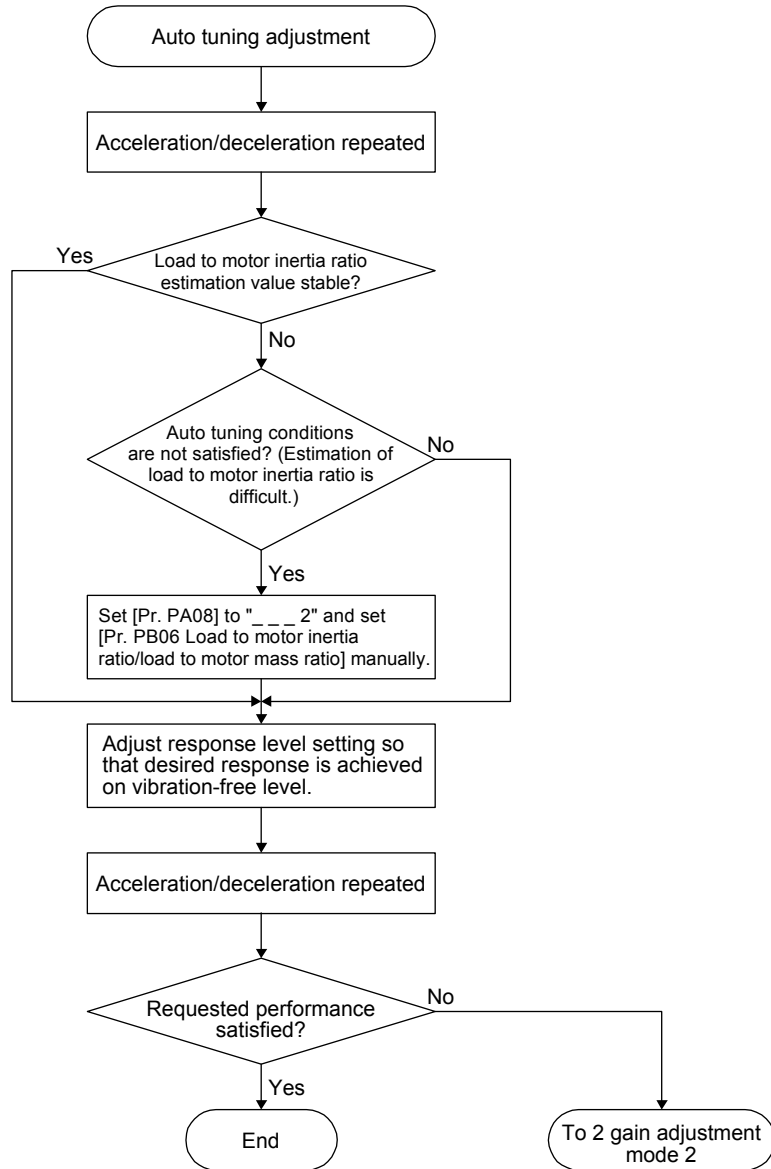 Auto tuning adjustment
Acceleration/deceleration repeated
Yes
Load to motor inertia ratio
estimation value stable?
No
Auto tuning conditions
are not satisfied? (Estimation of
load to motor inertia ratio is
difficult.)
No
Yes
Set [Pr. PA08] to "_ _ _ 2" and set
[Pr. PB06 Load to motor inertia
ratio/load to motor mass ratio] manually.
Adjust response level setting so
that desired response is achieved
on vibration-free level.
Acceleration/deceleration repeated
Requested performance
satisfied?
No
Yes
End
To 2 gain adjustment
mode 2